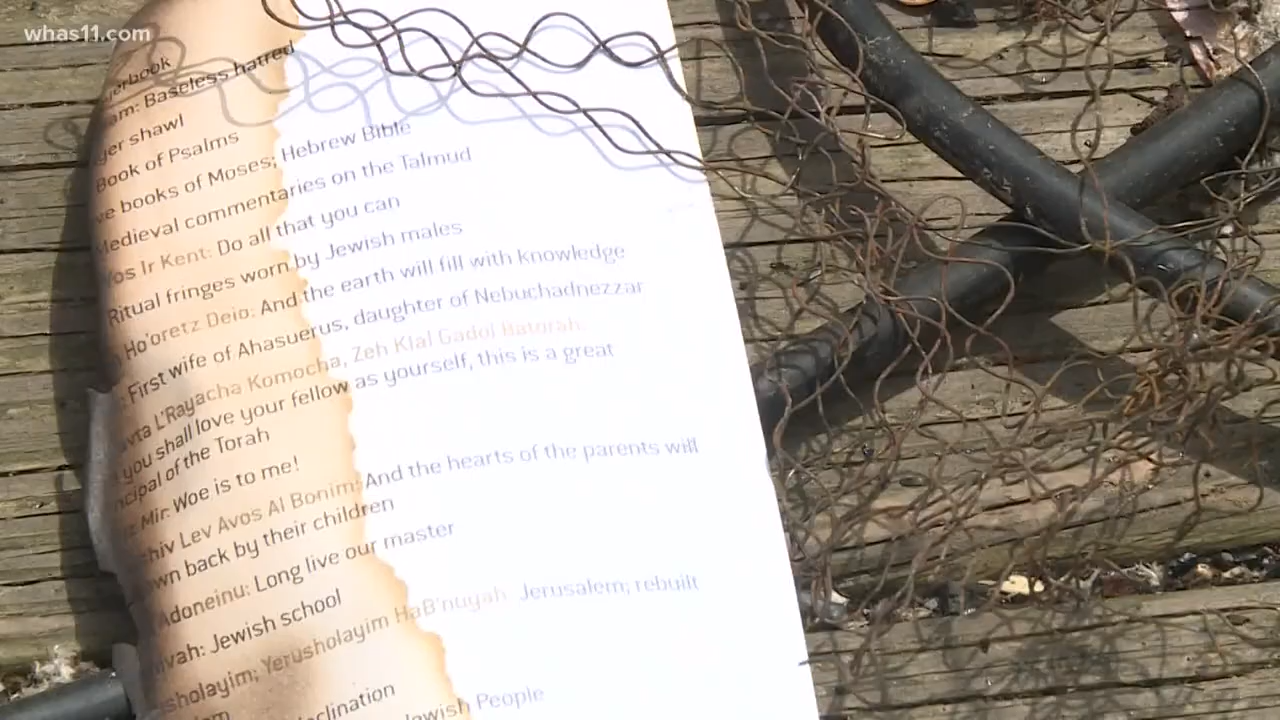 whas11.com
yerbook
am: Baseless hatred
yer shawl
Book of Psalms
ve books of Moses; Hebrew Bible
Medieval commentaries on the Talmud
Yos Ir Kent: Do all that you can
Ritual fringes worn by Jewish males
Ho'oretz Deio: And the earth will fill with knowledge
: First wife of Ahasuerus, daughter of Nebuchadnezzar
vta L'Rayacha Komocha, Zeh Klal Gadol Batorah:
you shall love your fellow as yourself, this is a great
ncipal of the Torah
Mir: Woe is to me!
hiv Lev Avos Al Bonim: And the hearts of the parents will
wn back by their children
Adoneinu: Long live our master
ivah: Jewish school
sholayim; Yerusholayim HaB'nuyah: Jerusalem; rebuilt
lem
clination
Jewish People